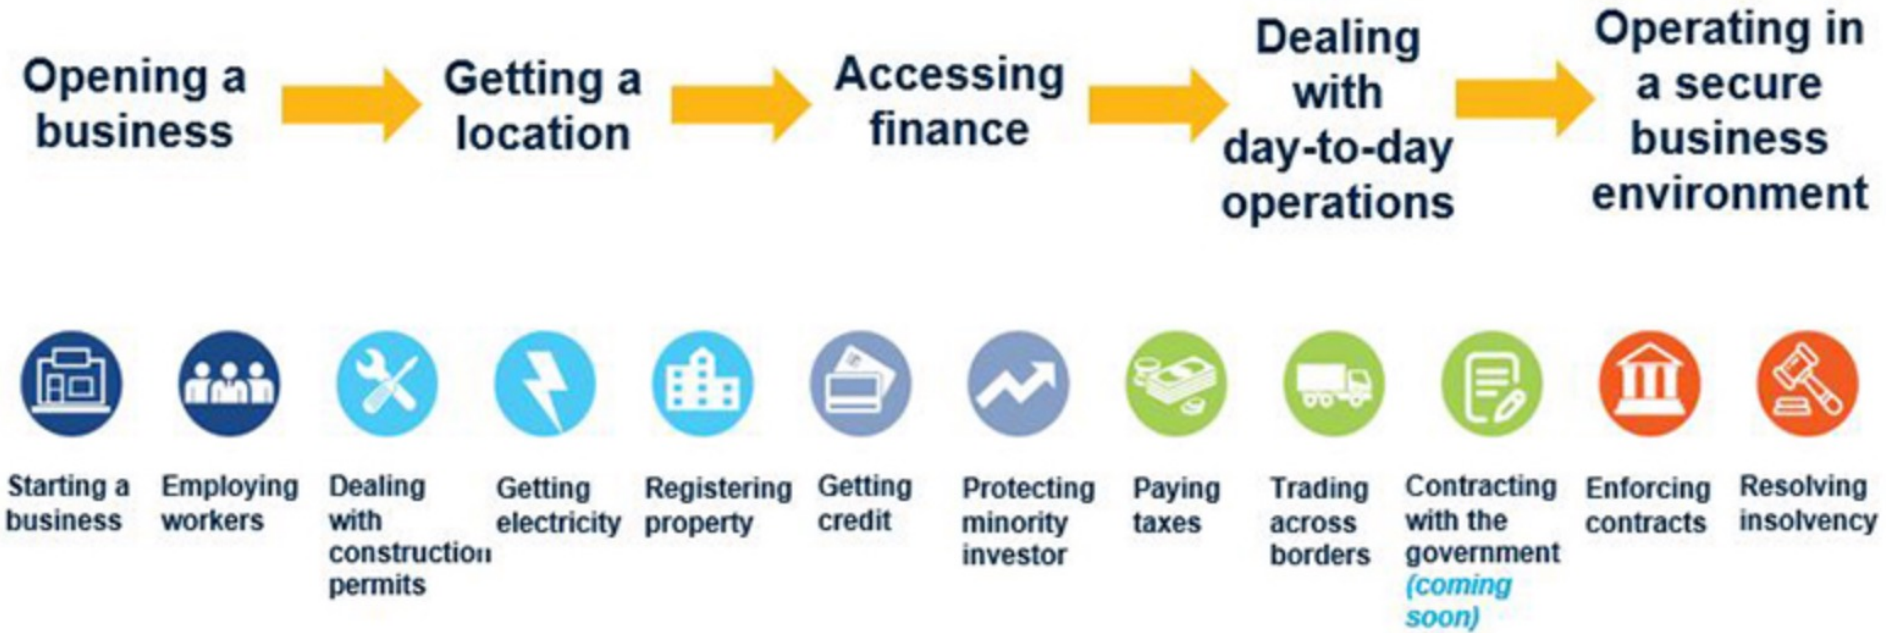 Opening a
business
Getting a
location
Accessing
finance
Dealing
with
day-to-day
operations
Operating in
a secure
business
environment
Starting a
business
Employing
workers
Dealing
with
construction
permits
Getting
electricity
Registering
property
Getting
credit
Protecting
minority
investor
Paying
taxes
Trading
across
borders
Contracting
with the
government
(coming
soon)
Enforcing
contracts
Resolving
insolvency